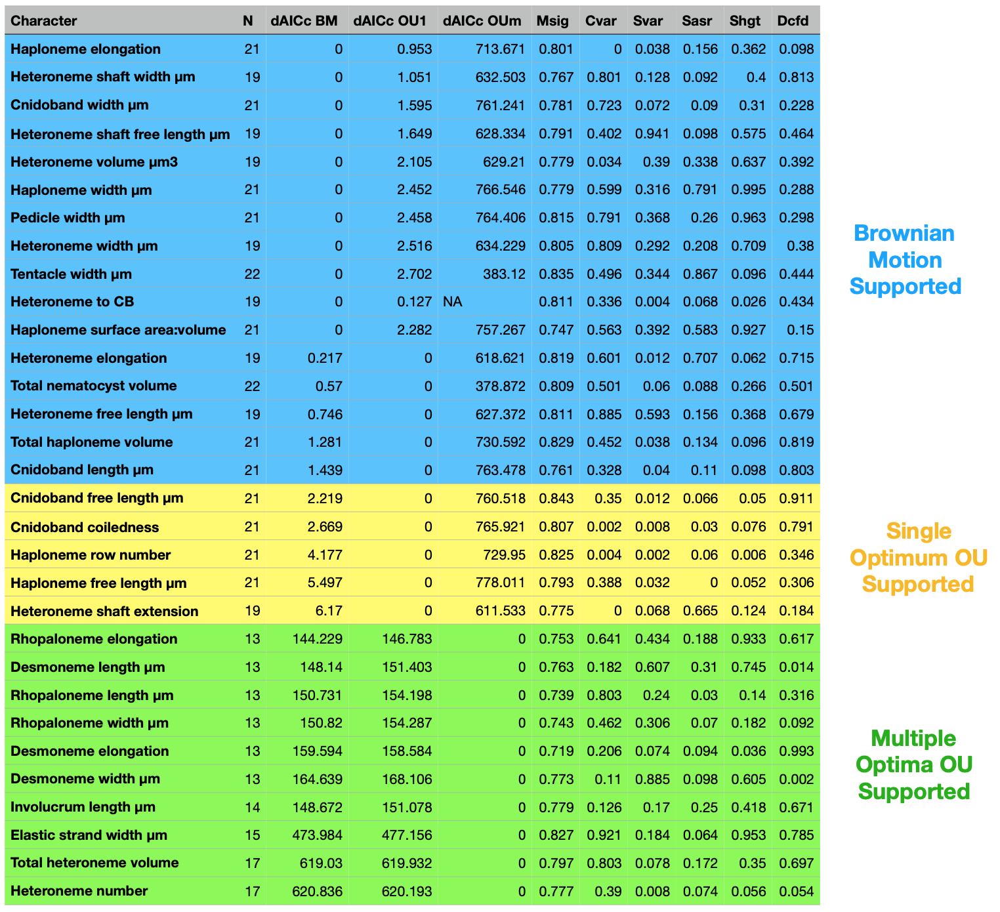 Character N dAICc BM dAICc OU1 dAICc OUm Msig Cvar Svar Sasr Shgt Dcfd
Haploneme elongation 21 0 0.953 713.671 0.801 0 0.038 0.156 0.362 0.098
Heteroneme shaft width µm 19 0 1.051 632.503 0.767 0.801 0.128 0.092 0.4 0.813
Cnidoband width µm 21 0 1.595 761.241 0.781 0.723 0.072 0.09 0.31 0.228
Heteroneme shaft free length µm 19 0 1.649 628.334 0.791 0.402 0.941 0.098 0.575 0.464
Heteroneme volume µm3 19 0 2.105 629.21 0.779 0.034 0.39 0.338 0.637 0.392
Haploneme width µm 21 0 2.452 766.546 0.779 0.599 0.316 0.791 0.995 0.288
Pedicle width µm 21 0 2.458 764.406 0.815 0.791 0.368 0.26 0.963 0.298
Heteroneme width µm 19 0 2.516 634.229 0.805 0.809 0.292 0.208 0.709 0.38
Tentacle width µm 22 0 2.702 383.12 0.835 0.496 0.344 0.867 0.096 0.444
Heteroneme to CB 19 0 0.127 NA 0.811 0.336 0.004 0.068 0.026 0.434
Haploneme surface area:volume 21 0 2.282 757.267 0.747 0.563 0.392 0.583 0.927 0.15
Heteroneme elongation 19 0.217 0 618.621 0.819 0.601 0.012 0.707 0.062 0.715
Total nematocyst volume 22 0.57 0 378.872 0.809 0.501 0.06 0.088 0.266 0.501
Heteroneme free length µm 19 0.746 0 627.372 0.811 0.885 0.593 0.156 0.368 0.679
Total haploneme volume 21 1.281 0 730.592 0.829 0.452 0.038 0.134 0.096 0.819
Cnidoband length µm 21 1.439 0 763.478 0.761 0.328 0.04 0.11 0.098 0.803
Brownian
Motion
Supported
Cnidoband free length µm 21 2.219 0 760.518 0.843 0.35 0.012 0.066 0.05 0.911
Cnidoband coiledness 21 2.669 0 765.921 0.807 0.002 0.008 0.03 0.076 0.791
Haploneme row number 21 4.177 0 729.95 0.825 0.004 0.002 0.06 0.006 0.346
Haploneme free length µm 21 5.497 0 778.011 0.793 0.388 0.032 0 0.052 0.306
Heteroneme shaft extension 19 6.17 0 611.533 0.775 0 0.068 0.665 0.124 0.184
Single
Optimum OU
Supported
Rhopaloneme elongation 13 144.229 146.783 0 0.753 0.641 0.434 0.188 0.933 0.617
Desmoneme length µm 13 148.14 151.403 0 0.763 0.182 0.607 0.31 0.745 0.014
Rhopaloneme length µm 13 150.731 154.198 0 0.739 0.803 0.24 0.03 0.14 0.316
Rhopaloneme width µm 13 150.82 154.287 0 0.743 0.462 0.306 0.07 0.182 0.092
Desmoneme elongation 13 159.594 158.584 0 0.719 0.206 0.074 0.094 0.036 0.993
Desmoneme width µm 13 164.639 168.106 0 0.773 0.11 0.885 0.098 0.605 0.002
Involucrum length µm 14 148.672 151.078 0 0.779 0.126 0.17 0.25 0.418 0.671
Elastic strand width µm 15 473.984 477.156 0 0.827 0.921 0.184 0.064 0.953 0.785
Total heteroneme volume 17 619.03 619.932 0 0.797 0.803 0.078 0.172 0.35 0.697
Heteroneme number 17 620.836 620.193 0 0.777 0.39 0.008 0.074 0.056 0.054
Multiple
Optima OU
Supported